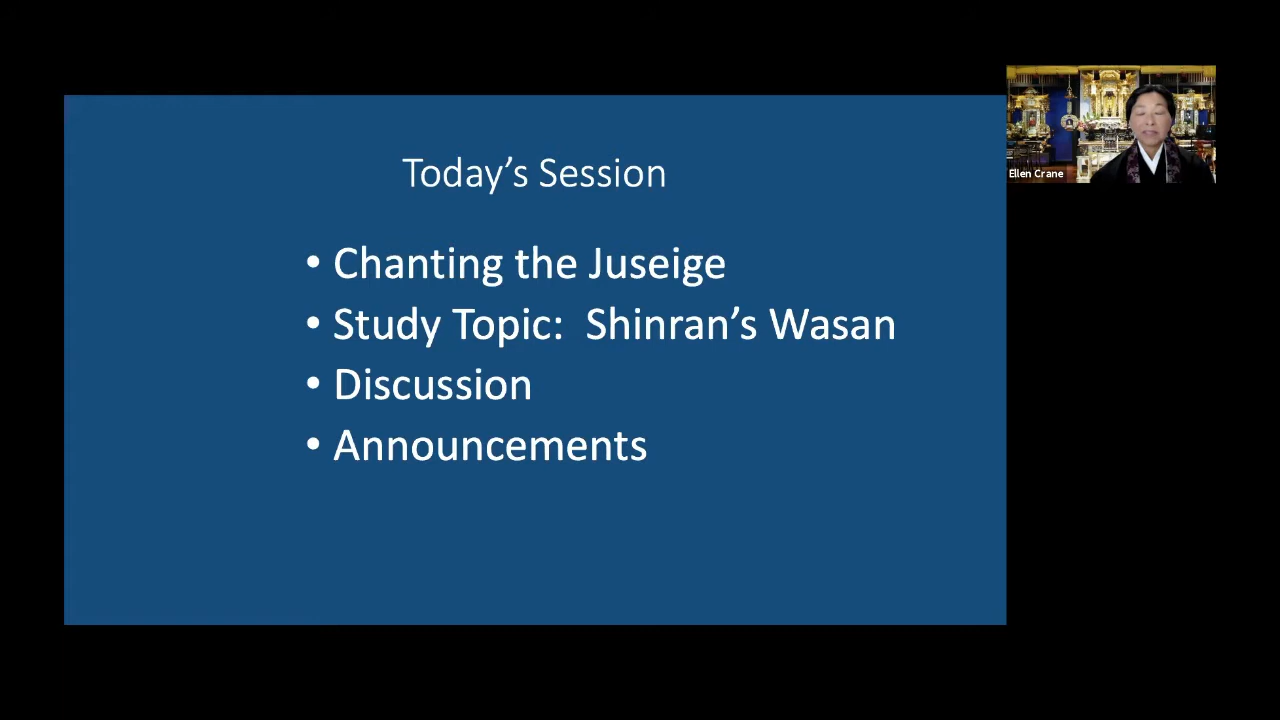 Today's Session
• Chanting the Juseige
• Study Topic:  Shinran's Wasan
• Discussion
• Announcements
Ellen Crane